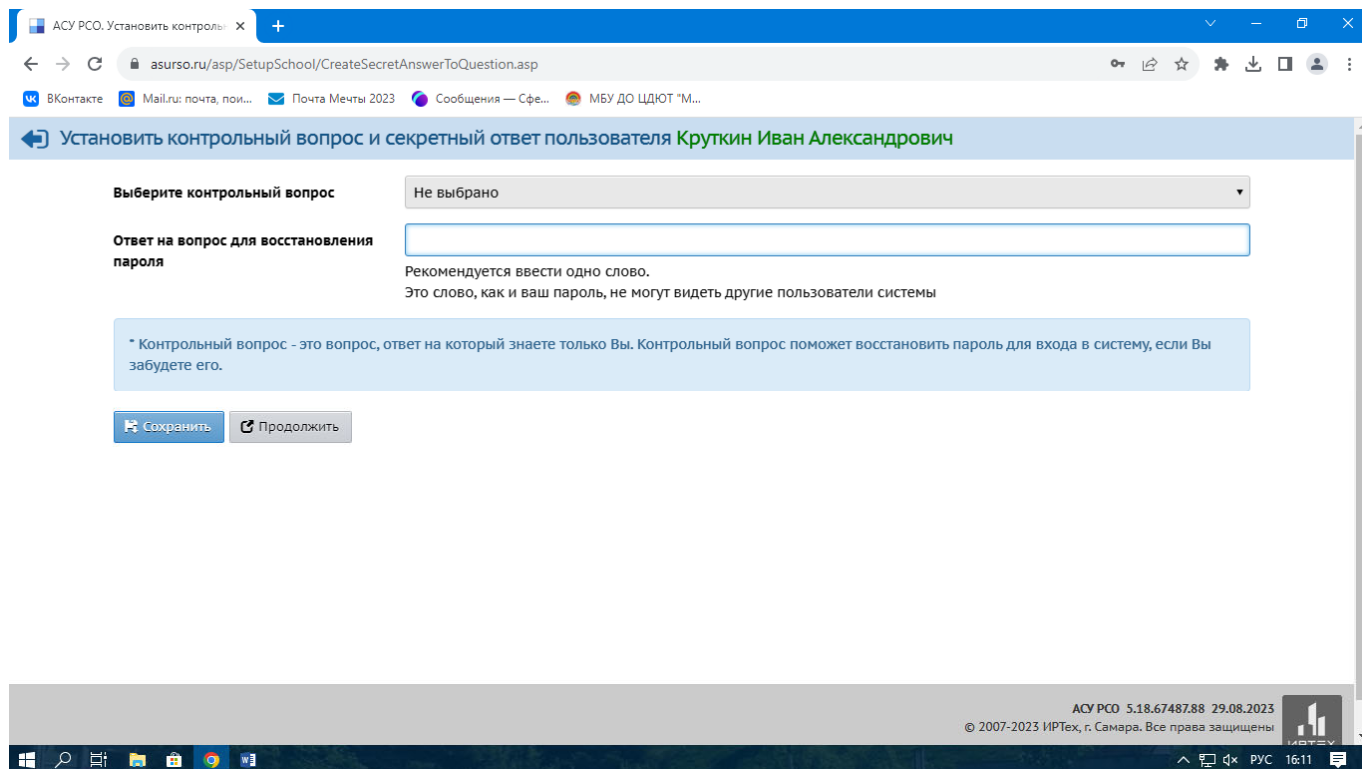 АСУ РСО. Установить контроль
asurso.ru/asp/SetupSchool/CreateSecretAnswerToQuestion.asp
ВКонтакте Mail.ru: почта, пои... Почта Мечты 2023 Сообщения — Сфе... МБУ ДО ЦДЮТ "М...
Установить контрольный вопрос и секретный ответ пользователя Круткин Иван Александрович
Выберите контрольный вопрос Не выбрано
Ответ на вопрос для восстановления
пароля
Рекомендуется ввести одно слово.
Это слово, как и ваш пароль, не могут видеть другие пользователи системы
* Контрольный вопрос - это вопрос, ответ на который знаете только Вы. Контрольный вопрос поможет восстановить пароль для входа в систему, если Вы
забудете его.
Сохранить Продолжить
АСУ РСО 5.18.67487.88 29.08.2023
© 2007-2023 ИРТех, г. Самара. Все права защищены
ИРТЕХ
РУС 16:11